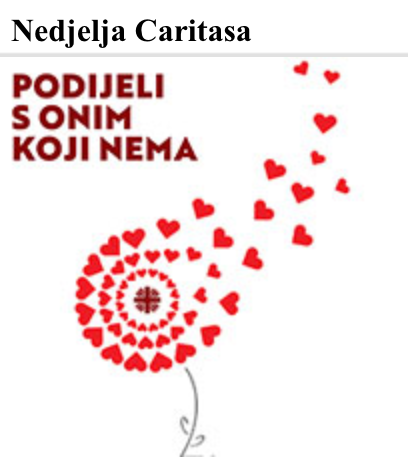 Nedjelja Caritasa
PODIJELI
S ONIM
KOJI NEMA